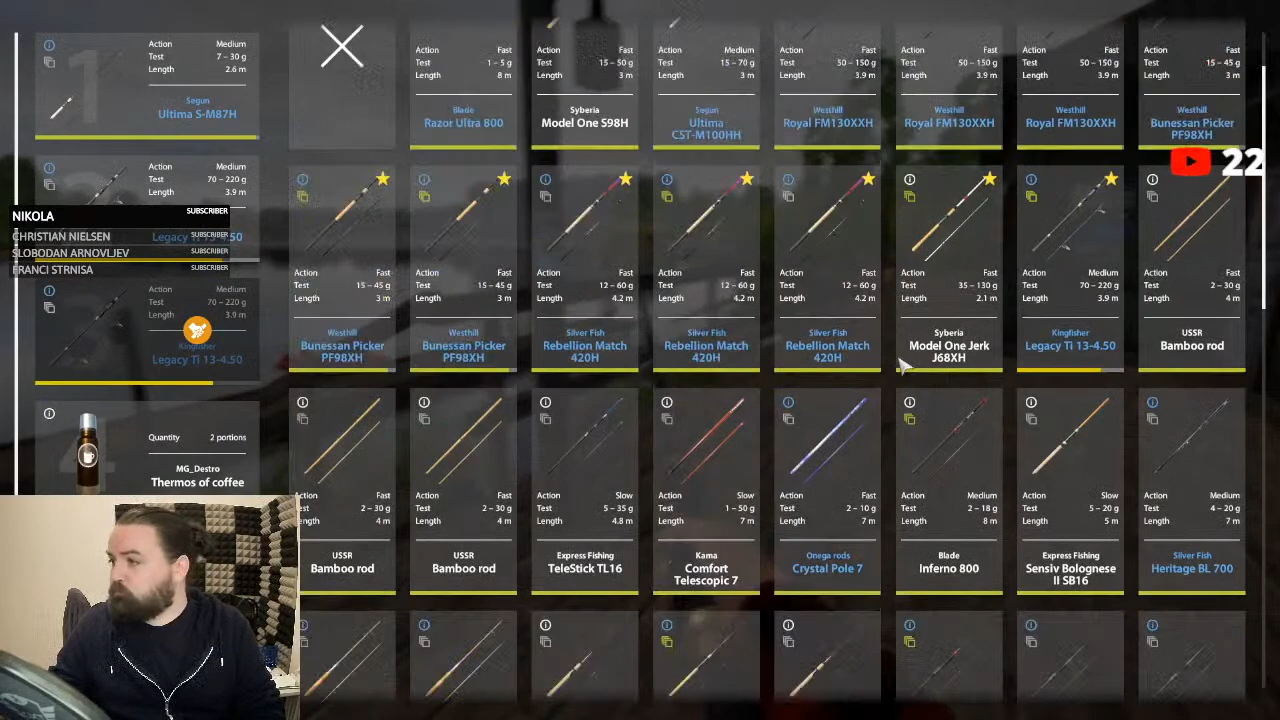 1
Action Medium
Test 7 – 30 g
Length 2.6 m
Segun
Ultima S-M87H
Action Medium
Test 70 – 220 g
Length 3.9 m
Legacy Ti 13-4.50
NIKOLA SUBSCRIBER
CHRISTIAN NIELSEN SUBSCRIBER
SLOBODAN ARNOVLJEV SUBSCRIBER
FRANCI STRNISA SUBSCRIBER
Action Medium
Test 70 – 220 g
Length 3.9 m
Kingfisher
Legacy Ti 13-4.50
4
Quantity 2 portions
MG_Destro
Thermos of coffee
Action Fast
Test 1 – 5 g
Length 8 m
Blade
Razor Ultra 800
Action Fast
Test 15 – 50 g
Length 3 m
Syberia
Model One S98H
Action Medium
Test 15 – 70 g
Length 3 m
Segun
Ultima
CST-M100HH
Action Fast
Test 50 – 150 g
Length 3.9 m
Westhill
Royal FM130XXH
Action Fast
Test 50 – 150 g
Length 3.9 m
Westhill
Royal FM130XXH
Action Fast
Test 50 – 150 g
Length 3.9 m
Westhill
Royal FM130XXH
Action Fast
Test 15 – 45 g
Length 3 m
Westhill
Bunessan Picker
PF98XH
22
Action Fast
Test 15 – 45 g
Length 3 m
Westhill
Bunessan Picker
PF98XH
Action Fast
Test 15 – 45 g
Length 3 m
Westhill
Bunessan Picker
PF98XH
Action Fast
Test 12 – 60 g
Length 4.2 m
Silver Fish
Rebellion Match
420H
Action Fast
Test 12 – 60 g
Length 4.2 m
Silver Fish
Rebellion Match
420H
Action Fast
Test 12 – 60 g
Length 4.2 m
Silver Fish
Rebellion Match
420H
Action Fast
Test 35 – 130 g
Length 2.1 m
Syberia
Model One Jerk
J68XH
Action Medium
Test 70 – 220 g
Length 3.9 m
Kingfisher
Legacy Ti 13-4.50
Action Fast
Test 2 – 30 g
Length 4 m
USSR
Bamboo rod
Action Fast
Test 2 – 30 g
Length 4 m
USSR
Bamboo rod
Action Fast
Test 2 – 30 g
Length 4 m
USSR
Bamboo rod
Action Slow
Test 5 – 35 g
Length 4.8 m
Express Fishing
TeleStick TL16
Action Slow
Test 1 – 50 g
Length 7 m
Kama
Comfort
Telescopic 7
Action Fast
Test 2 – 10 g
Length 7 m
Onega rods
Crystal Pole 7
Action Medium
Test 2 – 18 g
Length 8 m
Blade
Inferno 800
Action Slow
Test 5 – 20 g
Length 5 m
Express Fishing
Sensiv Bolognese
II SB16
Action Medium
Test 4 – 20 g
Length 7 m
Silver Fish
Heritage BL 700